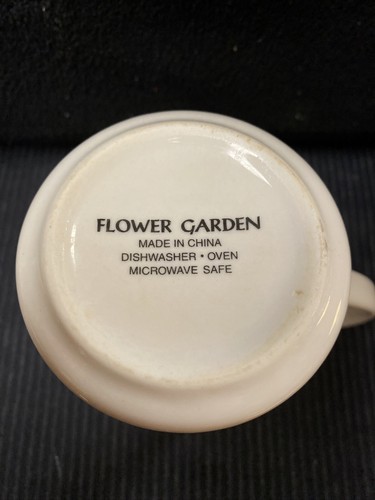 FLOWER GARDEN
MADE IN CHINA
DISHWASHER • OVEN
MICROWAVE SAFE